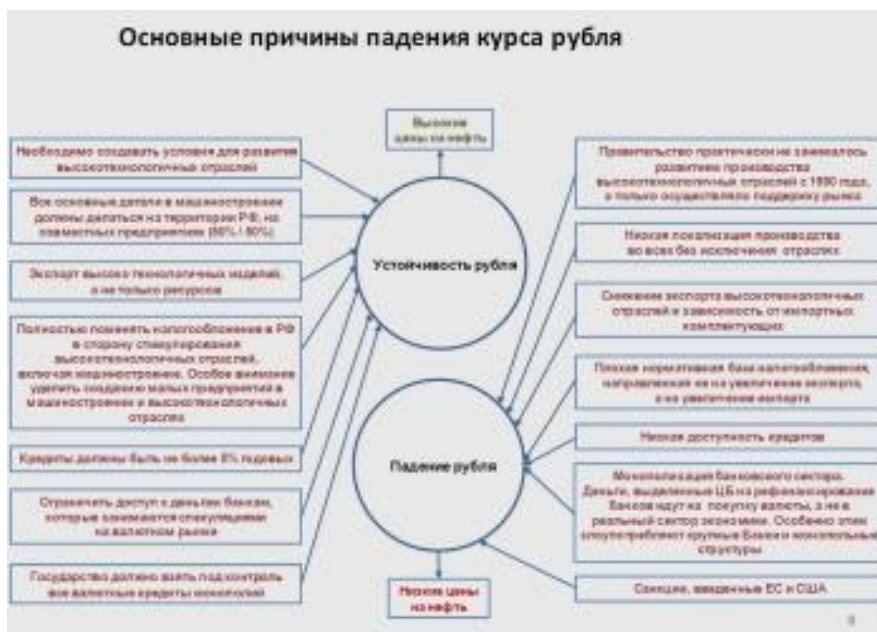 Основные причины падения курса рубля
Высокие
цены на нефть
Необходимо создавать условия для развития
высокотехнологичных отраслей
Все основные детали в машиностроении
должны делаться на территории РФ, на
совместных предприятиях (50% / 50%)
Экспорт высоко технологичных изделий,
а не только ресурсов
Полностью поменять налогообложение в РФ
в сторону стимулирования
высокотехнологичных отраслей,
включая машиностроение. Особое внимание
уделить созданию малых предприятий в
машиностроении и высокотехнологичных
отраслях
Кредиты должны быть не более 5% годовых
Ограничить доступ к деньгам банкам,
которые занимаются спекуляциями
на валютном рынке
Государство должно взять под контроль
все валютные кредиты монополий
Устойчивость рубля
Падение рубля
Низкие цены
на нефть
Правительство практически не занималось
развитием производства
высокотехнологичных отраслей с 1990 года,
а только осуществляло поддержку рынка
Низкая локализация производства
во всех без исключения отраслях
Снижение экспорта высокотехнологичных
отраслей и зависимость от импортных
комплектующих
Плохая нормативная база налогообложения,
направленная не на увеличение экспорта,
а на увеличение импорта
Низкая доступность кредитов
Монополизация банковского сектора.
Деньги, выделенные ЦБ на рефинансирование
банков идут на покупку валюты, а не в
реальный сектор экономики. Особенно этим
злоупотребляют крупные Банки и монопольные
структуры
Санкции, введенные ЕС и США